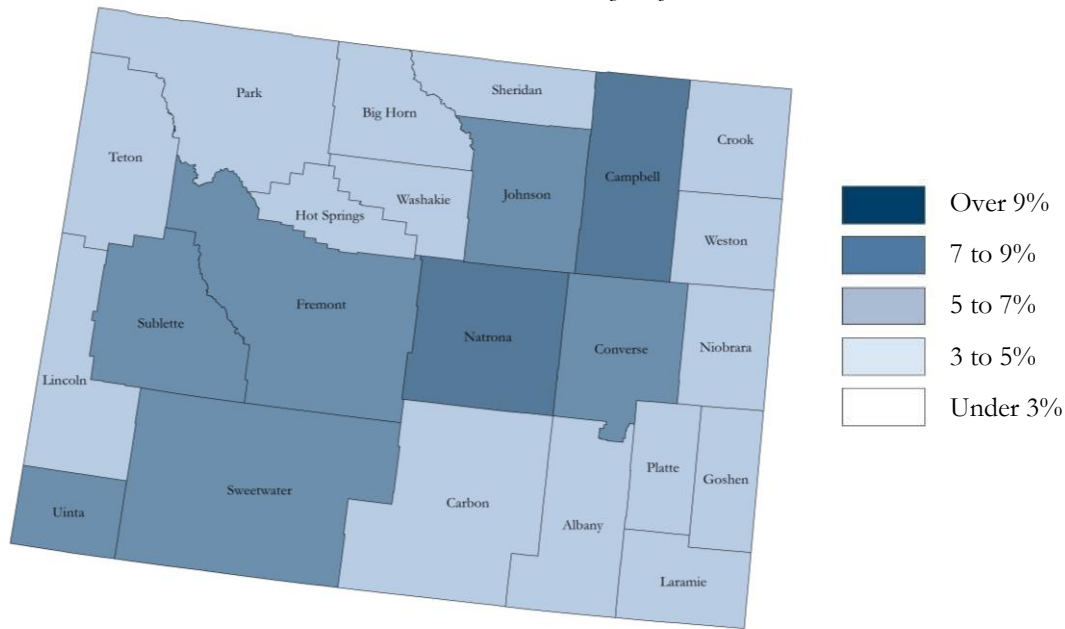 Park
Big Horn
Sheridan
Campbell
Crook
Teton
Hot Springs
Washakie
Johnson
Weston
Sublette
Fremont
Natrona
Converse
Niobrara
Lincoln
Uinta
Sweetwater
Carbon
Albany
Platte
Goshen
Laramie
Over 9%
7 to 9%
5 to 7%
3 to 5%
Under 3%